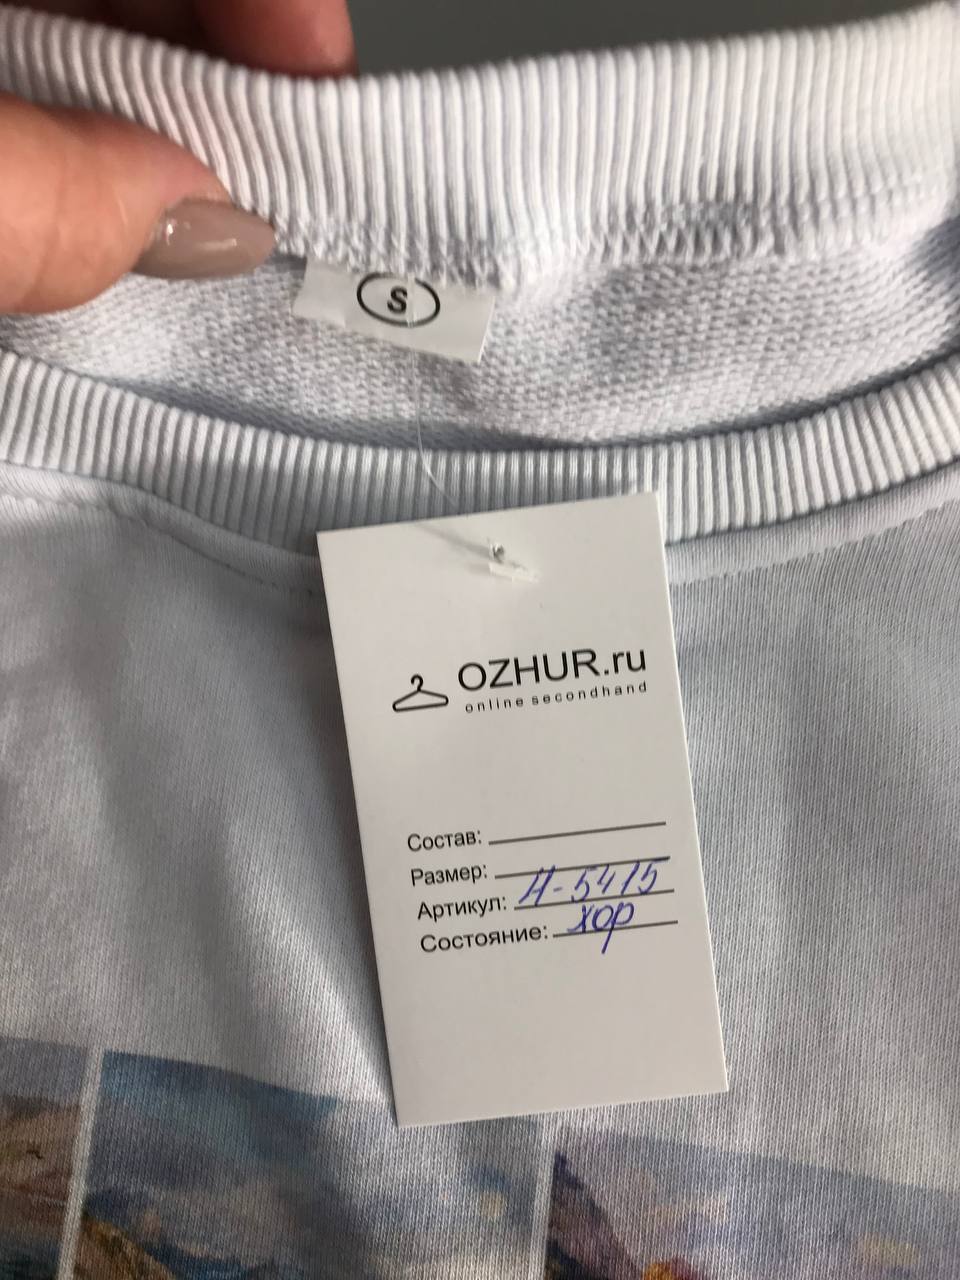 S
OZHUR.ru
online secondhand
Состав:
Размер:
Артикул: Н-5415
Состояние: хор